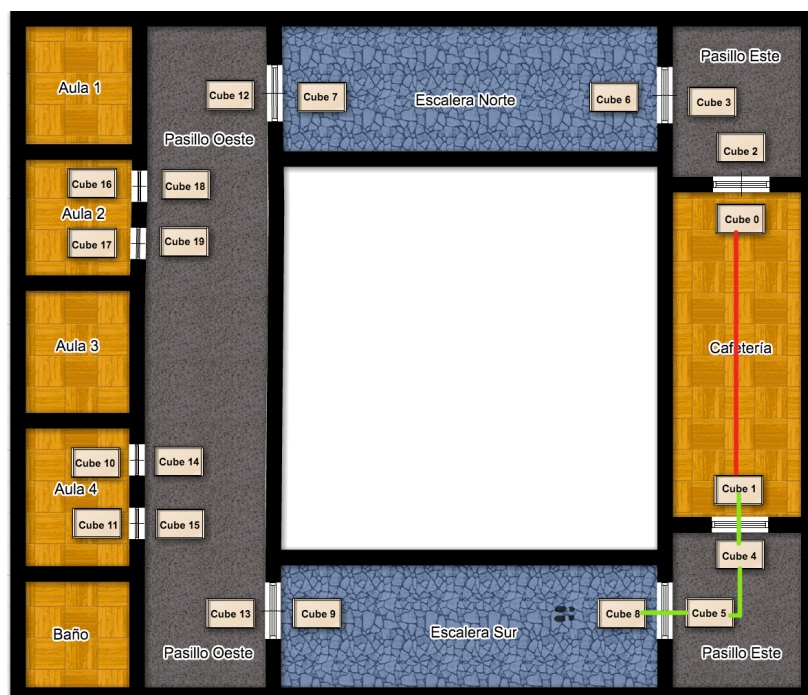 Pasillo Este
Aula 1
Cube 12
Cube 7
Escalera Norte
Cube 6
Cube 3
Pasillo Oeste
Cube 2
Cube 16
Cube 18
Aula 2
Cube 0
Cube 17
Cube 19
Aula 3
Cafetería
Cube 10
Cube 14
Aula 4
Cube 1
Cube 11
Cube 15
Cube 4
Cube 13
Cube 9
Cube 8
Cube 5
Baño
Escalera Sur
Pasillo Oeste
Pasillo Este